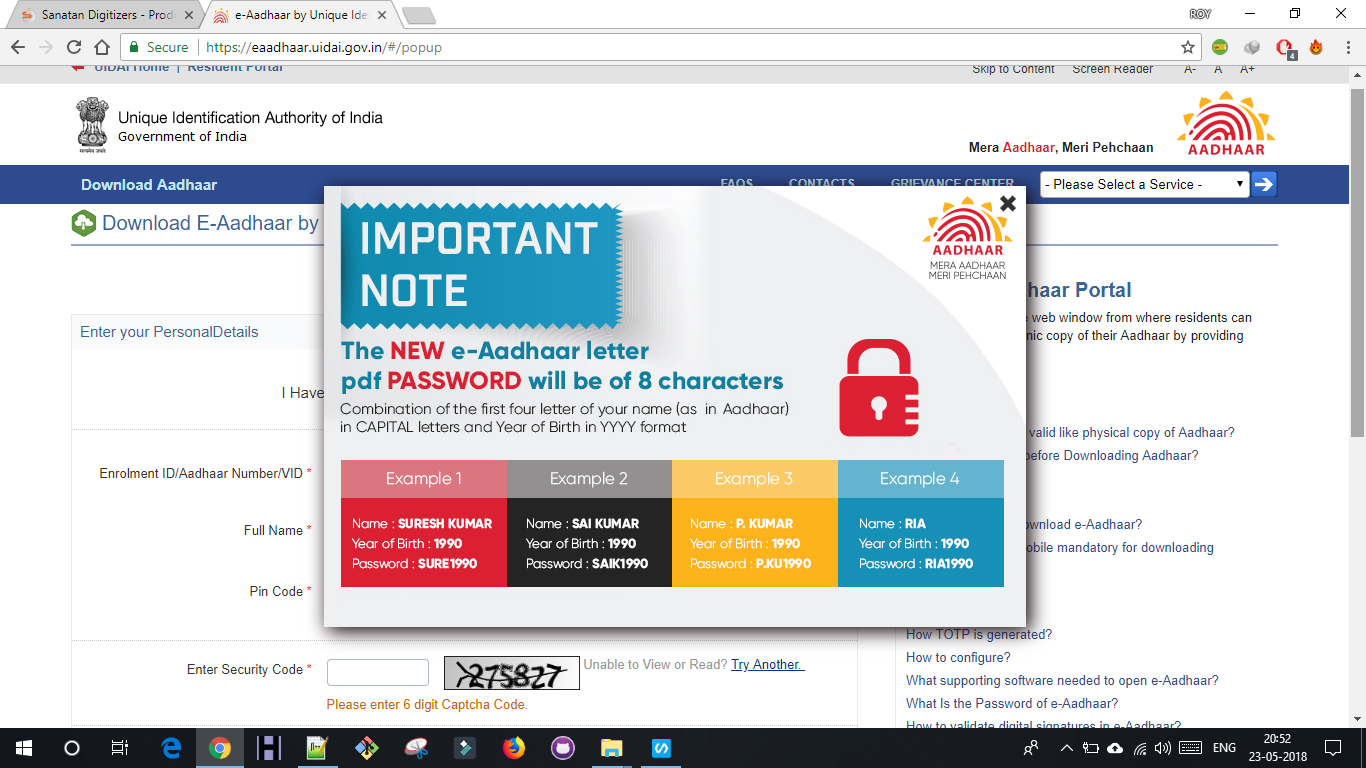 Sanatan Digitizers - Prod
e-Aadhaar by Unique Ide
ROY
Secure
https://eaadhaar.uidai.gov.in/#/popup
4
UIDAI Home | Resident Portal
Skip to Content Screen Reader A- A A+
Unique Identification Authority of India
Government of India
सत्यमेव जयते
Mera Aadhaar, Meri Pehchaan
AADHAAR
Download Aadhaar
FAQS CONTACTS GRIEVANCE CENTER
- Please Select a Service -
Download E-Aadhaar by
IMPORTANT
NOTE
AADHAAR
MERA AADHAAR
MERI PEHCHAAN
The NEW e-Aadhaar letter
pdf PASSWORD will be of 8 characters
Combination of the first four letter of your name (as in Aadhaar)
in CAPITAL letters and Year of Birth in YYYY format
Example 1
Name : SURESH KUMAR
Year of Birth : 1990
Password : SURE1990
Example 2
Name : SAI KUMAR
Year of Birth : 1990
Password : SAIK1990
Example 3
Name : P. KUMAR
Year of Birth : 1990
Password : P.KU1990
Example 4
Name : RIA
Year of Birth : 1990
Password : RIA1990
Enter your PersonalDetails
I Have
Enrolment ID/Aadhaar Number/VID *
Full Name *
Pin Code *
Enter Security Code *
275827
Unable to View or Read? Try Another.
Please enter 6 digit Captcha Code.
haar Portal
web window from where residents can
nic copy of their Aadhaar by providing
valid like physical copy of Aadhaar?
before Downloading Aadhaar?
ownload e-Aadhaar?
obile mandatory for downloading
How TOTP is generated?
How to configure?
What supporting software needed to open e-Aadhaar?
What Is the Password of e-Aadhaar?
How to validate digital signatures in e-Aadhaar?
ENG
20:52
23-05-2018